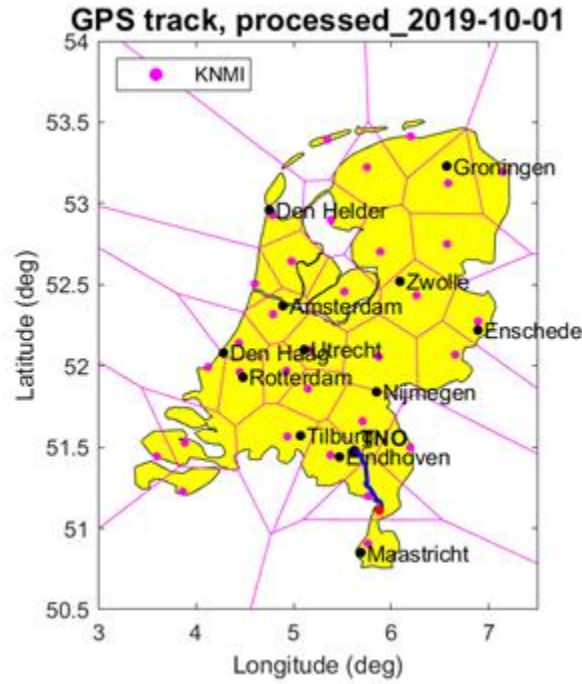 GPS track, processed_2019-10-01
54
KNMI
53.5
Groningen
53
Den Helder
Zwolle
52.5
Amsterdam
Enschede
Utrecht
Den Haag
52
Rotterdam
Nijmegen
Tilburg
TNO
51.5
Eindhoven
51
Maastricht
50.5
3
4
5
6
7
Latitude (deg)
Longitude (deg)